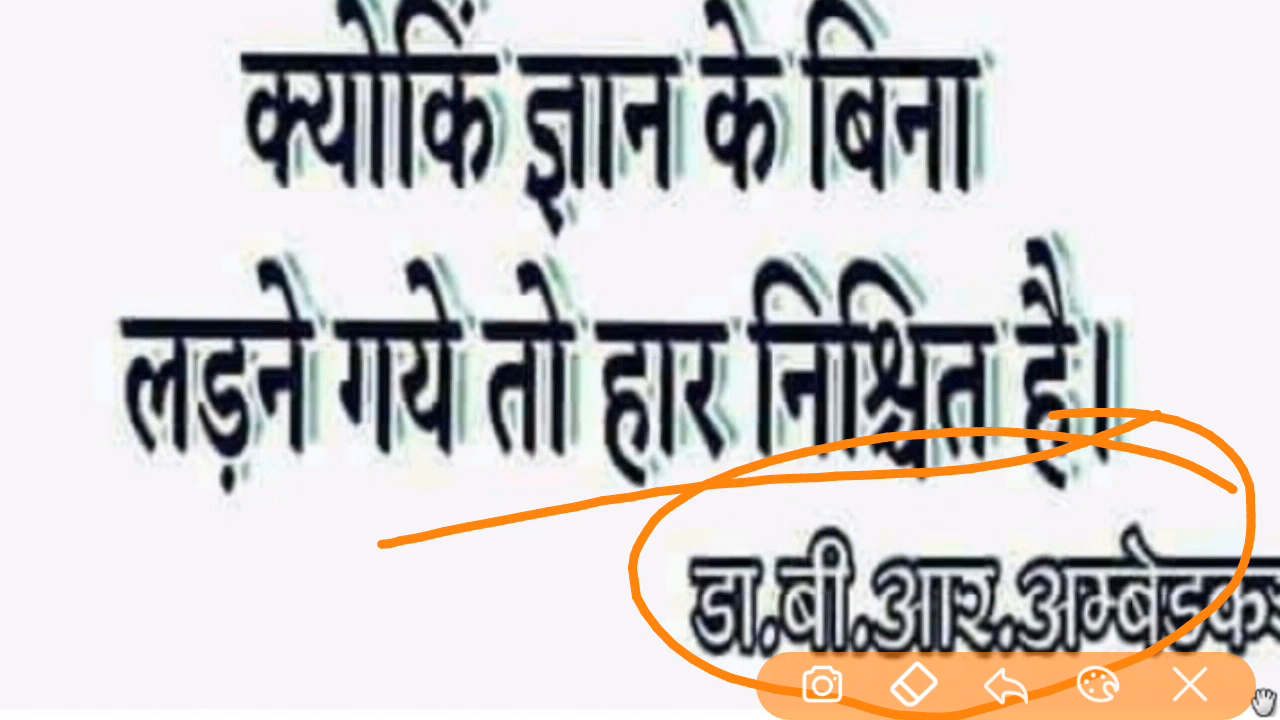 क्योकिं ज्ञान के बिना
लड़ने गये तो हार निश्चित है।
डा.बी.आर.अम्बेडकर